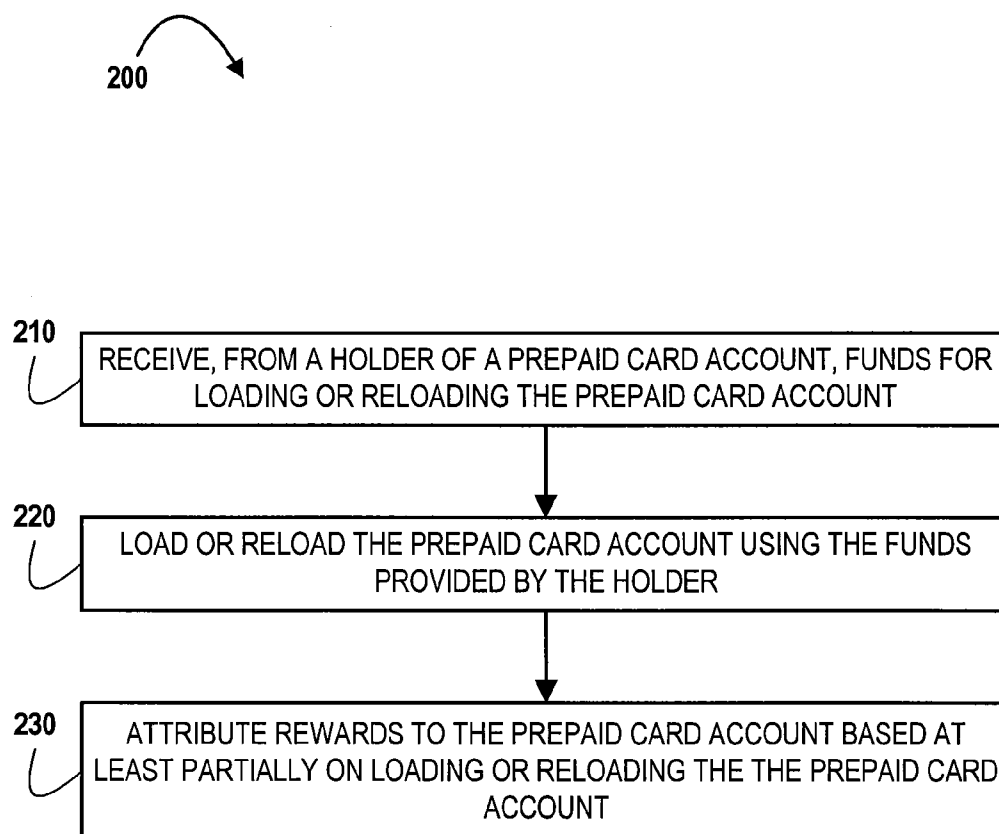 200
210
RECEIVE, FROM A HOLDER OF A PREPAID CARD ACCOUNT, FUNDS FOR
LOADING OR RELOADING THE PREPAID CARD ACCOUNT
220
LOAD OR RELOAD THE PREPAID CARD ACCOUNT USING THE FUNDS
PROVIDED BY THE HOLDER
230
ATTRIBUTE REWARDS TO THE PREPAID CARD ACCOUNT BASED AT
LEAST PARTIALLY ON LOADING OR RELOADING THE THE PREPAID CARD
ACCOUNT